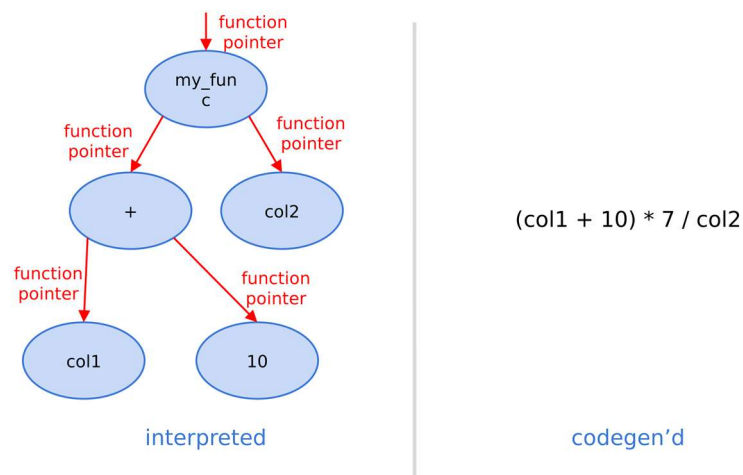 function
pointer
my_fun
c
function
pointer
function
pointer
+
col2
function
pointer
function
pointer
col1
10
interpreted
(col1 + 10) * 7 / col2
codegen’d